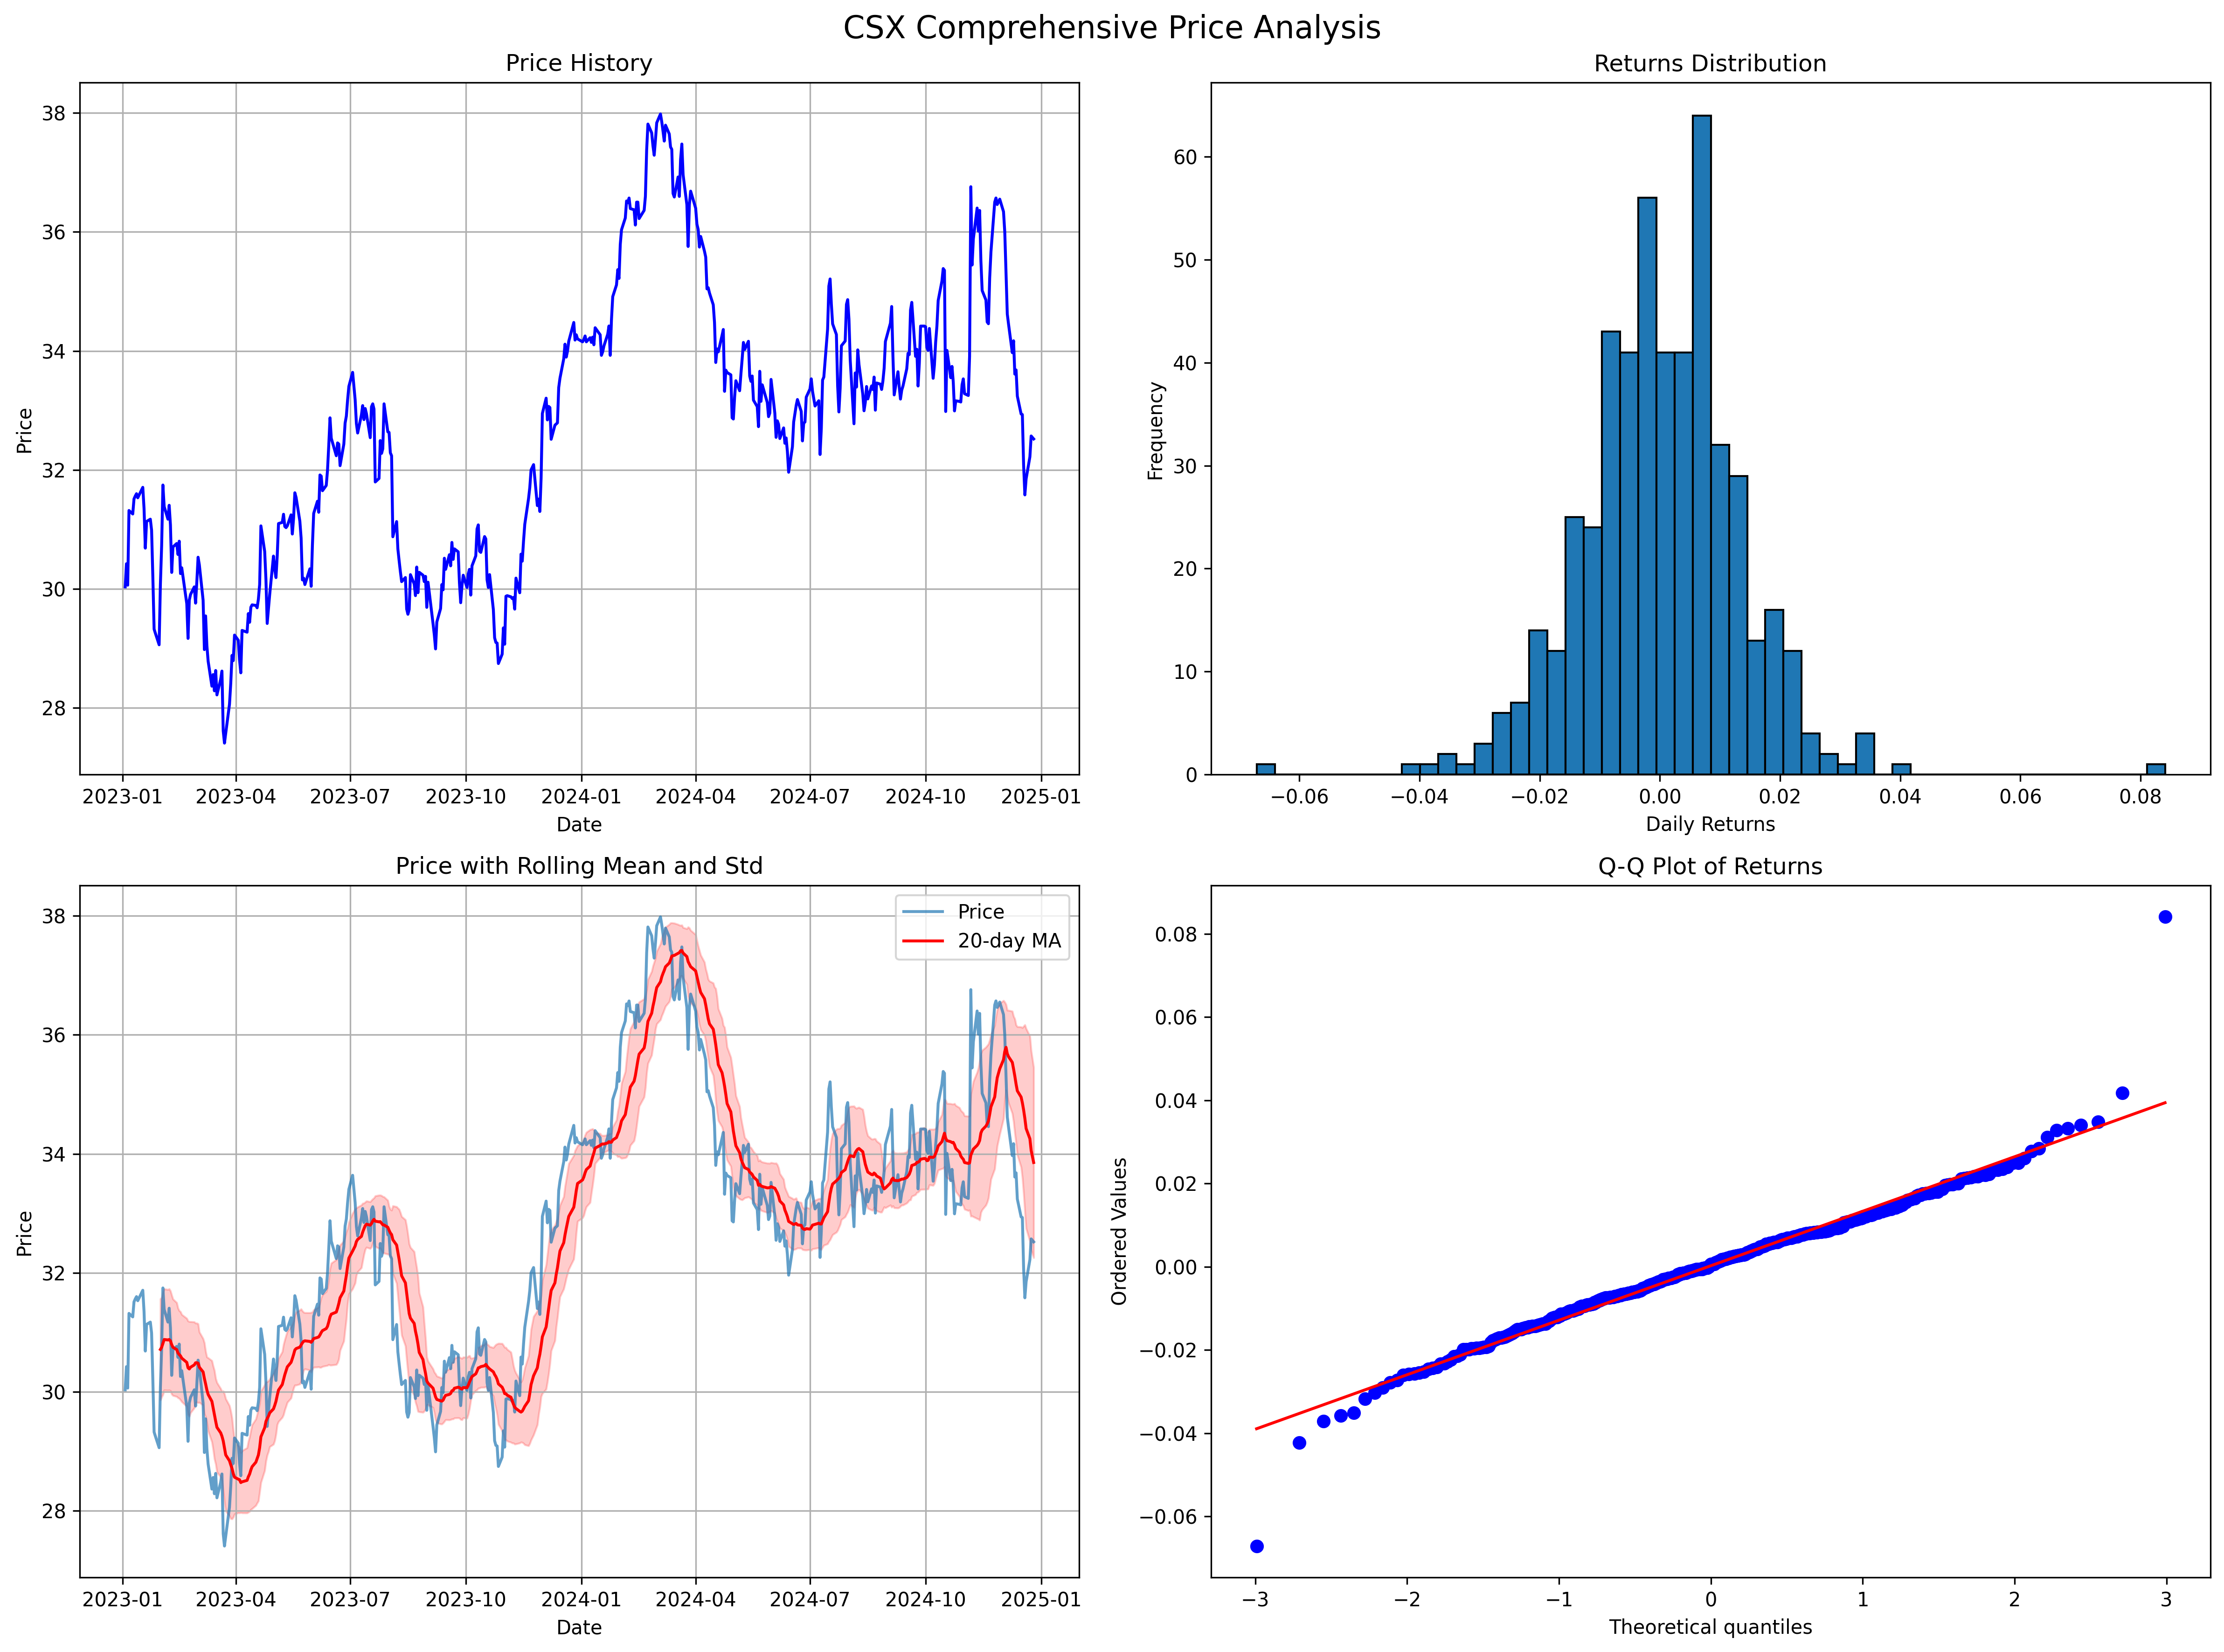 CSX Comprehensive Price Analysis
Price History
38
36
34
32
30
28
Price
2023-01 2023-04 2023-07 2023-10 2024-01 2024-04 2024-07 2024-10 2025-01
Date
Returns Distribution
60
50
40
30
20
10
0
Frequency
−0.06 −0.04 −0.02 0.00 0.02 0.04 0.06 0.08
Daily Returns
Price with Rolling Mean and Std
Price
20-day MA
38
36
34
32
30
28
Price
2023-01 2023-04 2023-07 2023-10 2024-01 2024-04 2024-07 2024-10 2025-01
Date
Q-Q Plot of Returns
0.08
0.06
0.04
0.02
0.00
−0.02
−0.04
−0.06
Ordered Values
−3 −2 −1 0 1 2 3
Theoretical quantiles